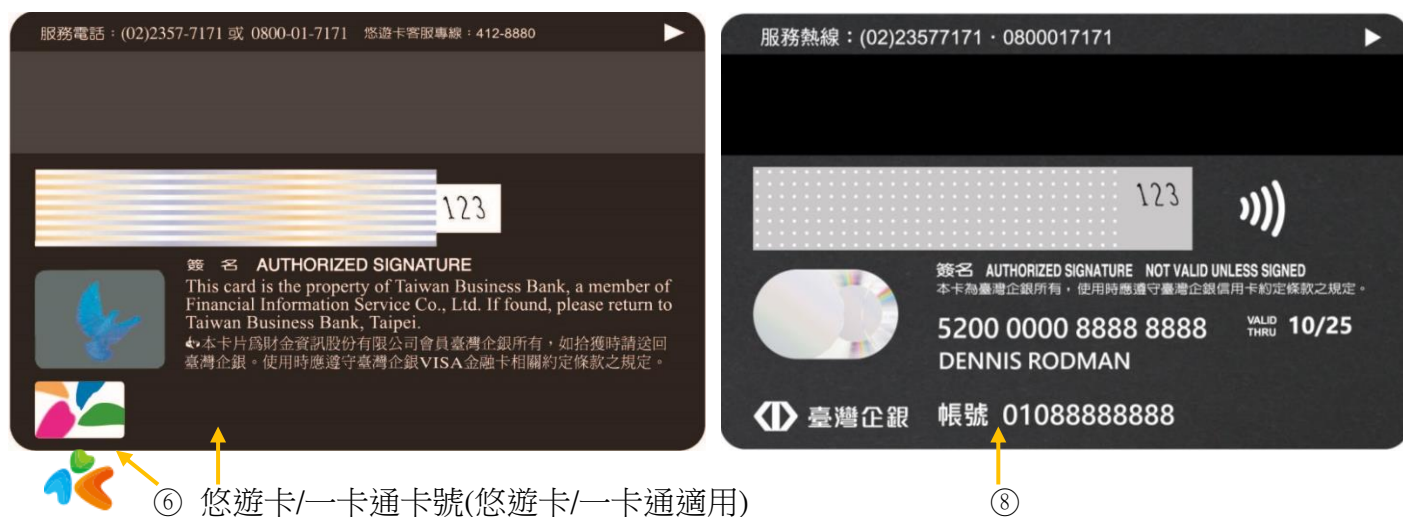 服務電話：(02)2357-7171 或 0800-01-7171 悠遊卡客服專線：412-8880
123
簽 名 AUTHORIZED SIGNATURE
This card is the property of Taiwan Business Bank, a member of
Financial Information Service Co., Ltd. If found, please return to
Taiwan Business Bank, Taipei.
本卡片爲財金資訊股份有限公司會員臺灣企銀所有，如拾獲時請送回
臺灣企銀。使用時應遵守臺灣企銀VISA金融卡相關約定條款之規定。
⑥ 悠遊卡/一卡通卡號(悠遊卡/一卡通適用)
服務熱線：(02)23577171．0800017171
123
簽名 AUTHORIZED SIGNATURE NOT VALID UNLESS SIGNED
本卡為臺灣企銀所有，使用時應遵守臺灣企銀信用卡約定條款之規定。
5200 0000 8888 8888 VALID THRU 10/25
DENNIS RODMAN
臺灣企銀 帳號 01088888888
⑧